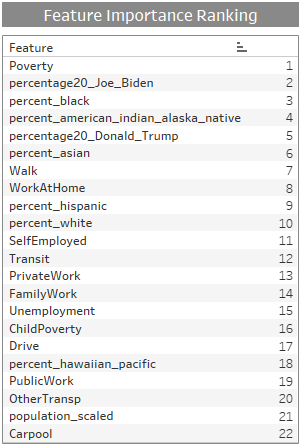 Feature Importance Ranking
Feature
Poverty 1
percentage20_Joe_Biden 2
percent_black 3
percent_american_indian_alaska_native 4
percentage20_Donald_Trump 5
percent_asian 6
Walk 7
WorkAtHome 8
percent_hispanic 9
percent_white 10
SelfEmployed 11
Transit 12
PrivateWork 13
FamilyWork 14
Unemployment 15
ChildPoverty 16
Drive 17
percent_hawaiian_pacific 18
PublicWork 19
OtherTransp 20
population_scaled 21
Carpool 22